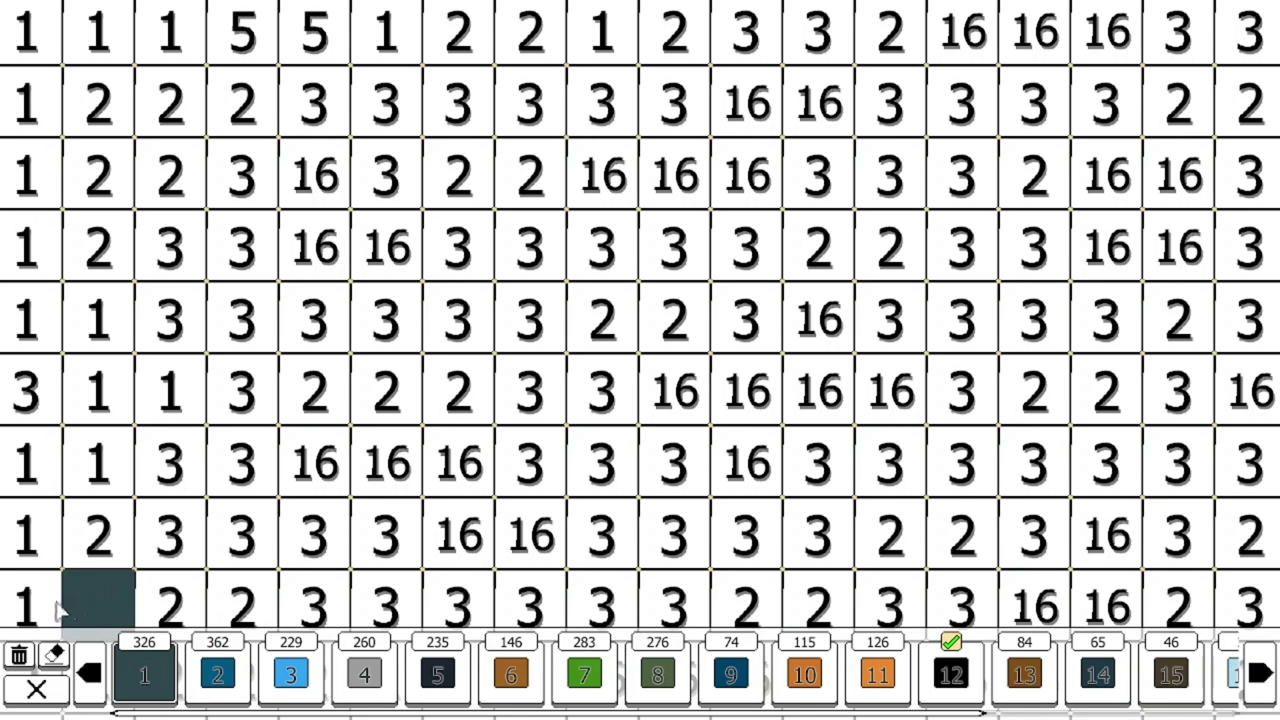 1 1 1 5 5 1 2 2 1 2 3 3 2 16 16 16 3 3
1 2 2 2 3 3 3 3 3 3 16 16 3 3 3 3 2 2
1 2 2 3 16 3 2 2 16 16 16 3 3 3 2 16 16 3
1 2 3 3 16 16 3 3 3 3 3 2 2 3 3 16 16 3
1 1 3 3 3 3 3 3 2 2 3 16 3 3 3 3 2 3
3 1 1 3 2 2 2 3 3 16 16 16 16 3 2 2 3 16
1 1 3 3 16 16 16 3 3 3 16 3 3 3 3 3 3 3
1 2 3 3 3 3 16 16 3 3 3 3 2 2 3 16 3 2
1 2 2 3 3 3 3 3 3 2 2 3 3 16 16 2 3
326 362 229 260 235 146 283 276 74 115 126 84 65 46
1 2 3 4 5 6 7 8 9 10 11 12 13 14 15